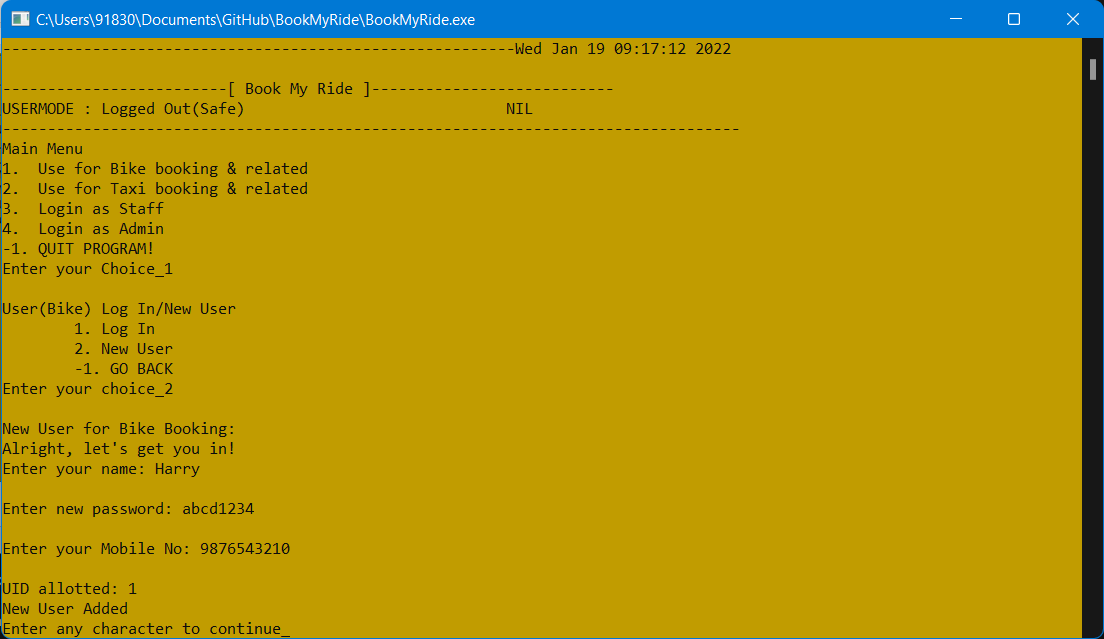 C:\Users\91830\Documents\GitHub\BookMyRide\BookMyRide.exe
---------------------------------------------------------Wed Jan 19 09:17:12 2022
-------------------------[ Book My Ride ]---------------------------
USERMODE : Logged Out(Safe)                             NIL
----------------------------------------------------------------------------------
Main Menu
1.  Use for Bike booking & related
2.  Use for Taxi booking & related
3.  Login as Staff
4.  Login as Admin
-1. QUIT PROGRAM!
Enter your Choice_1
User(Bike) Log In/New User
        1. Log In
        2. New User
        -1. GO BACK
Enter your choice_2
New User for Bike Booking:
Alright, let's get you in!
Enter your name: Harry
Enter new password: abcd1234
Enter your Mobile No: 9876543210
UID allotted: 1
New User Added
Enter any character to continue_